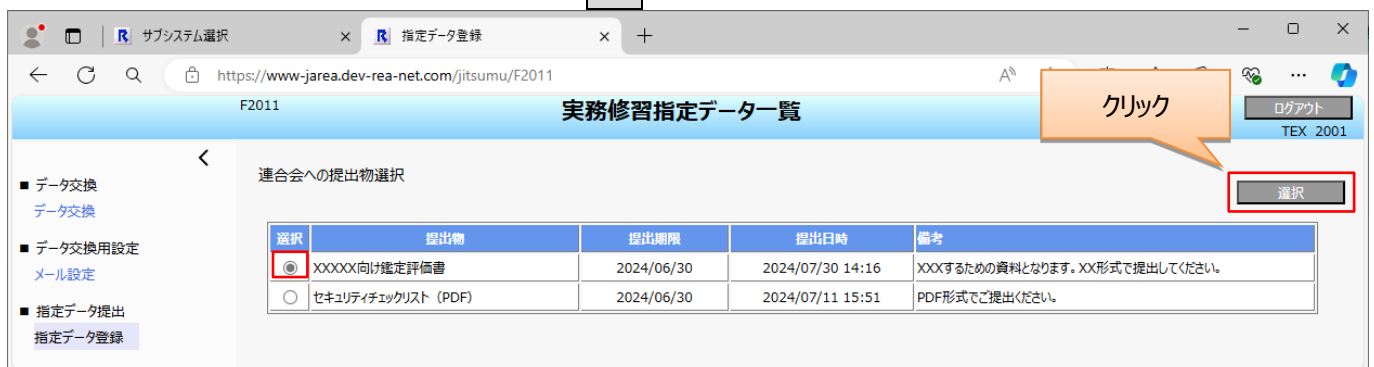 サブシステム選択
指定データ登録
https://www-jarea.dev-rea-net.com/jitsumu/F2011
F2011
実務修習指定データ一覧
クリック
ログアウト
TEX 2001
連合会への提出物選択
選択
■ データ交換
データ交換
■ データ交換用設定
メール設定
■ 指定データ提出
指定データ登録
選択 提出物 提出期限 提出日時 備考
XXXXX向け鑑定評価書 2024/06/30 2024/07/30 14:16 XXXするための資料となります。XX形式で提出してください。
セキュリティチェックリスト（PDF） 2024/06/30 2024/07/11 15:51 PDF形式でご提出ください。